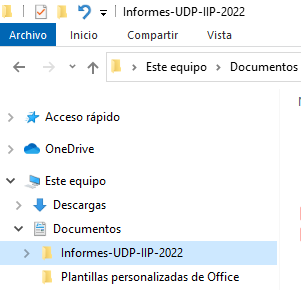 Informes-UDP-IIP-2022
Archivo Inicio Compartir Vista
Este equipo Documentos
Acceso rápido
OneDrive
Este equipo
Descargas
Documentos
Informes-UDP-IIP-2022
Plantillas personalizadas de Office